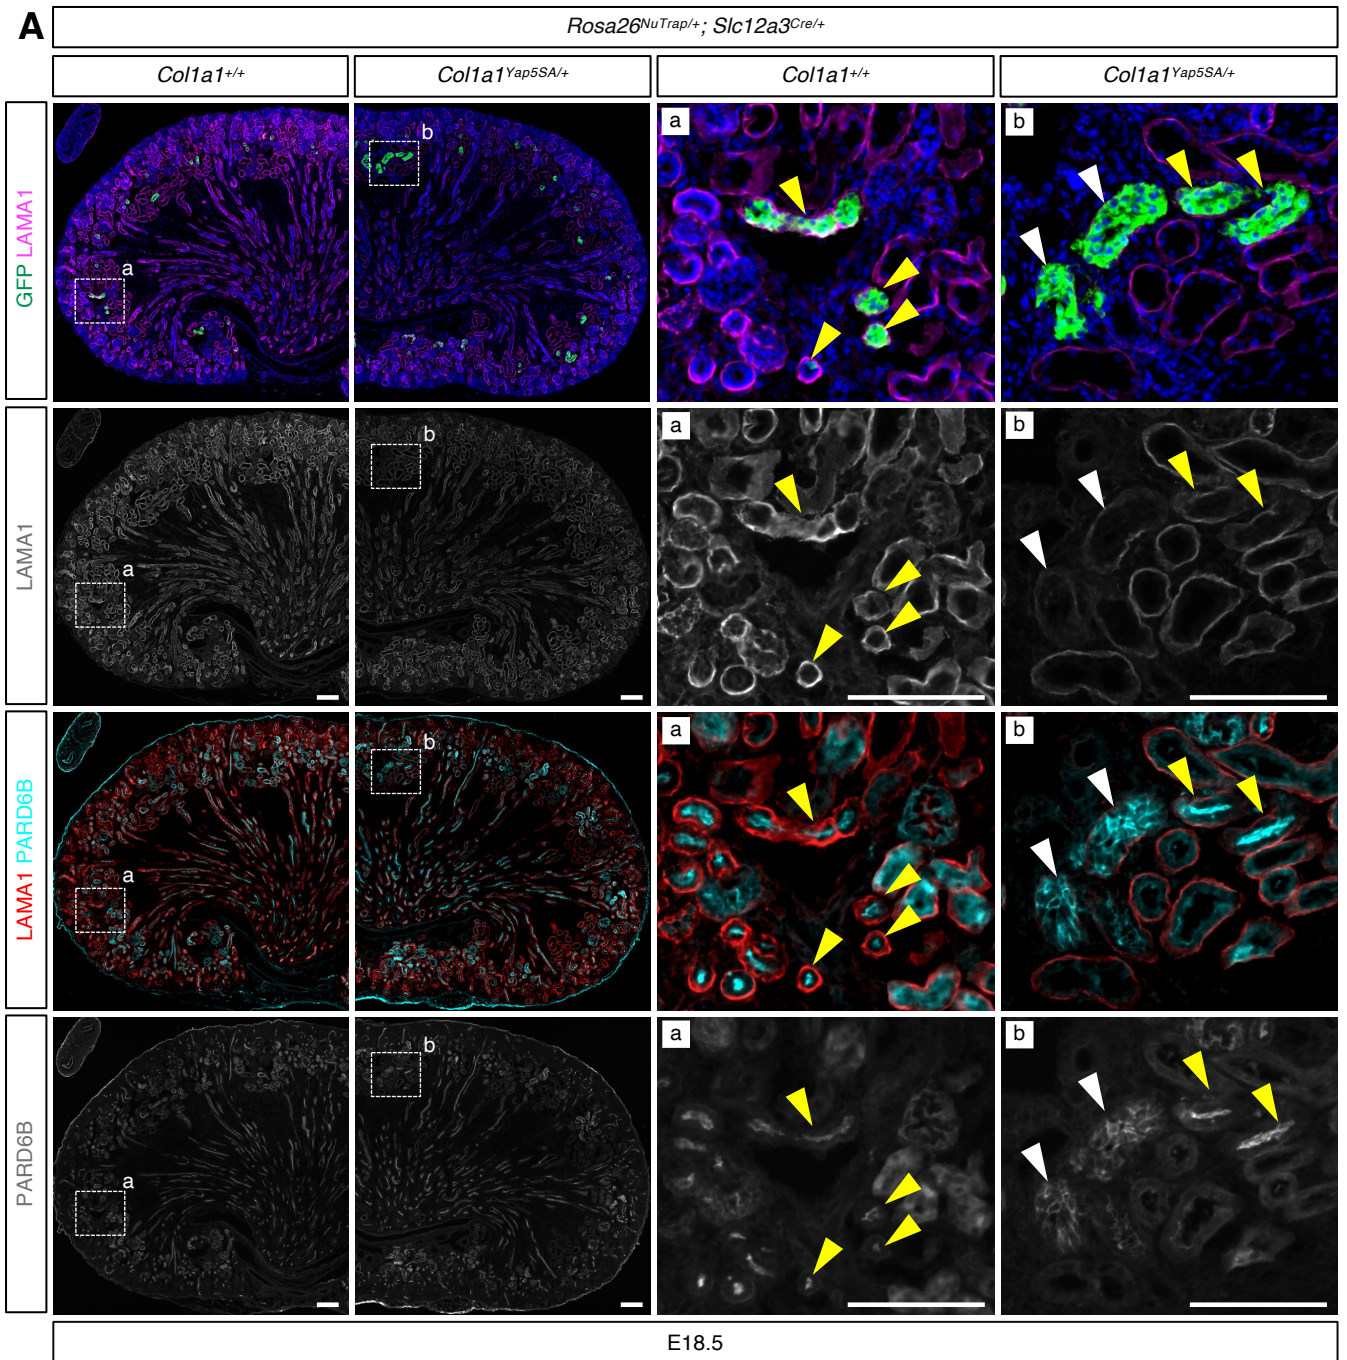 A
Rosa26NuTrap/+; Slc12a3Cre/+
Col1a1+/+
Col1a1Yap5SA/+
Col1a1+/+
Col1a1Yap5SA/+
GFP LAMA1
a
b
a
b
LAMA1
a
b
a
b
LAMA1 PARD6B
a
b
a
b
PARD6B
a
b
a
b
E18.5